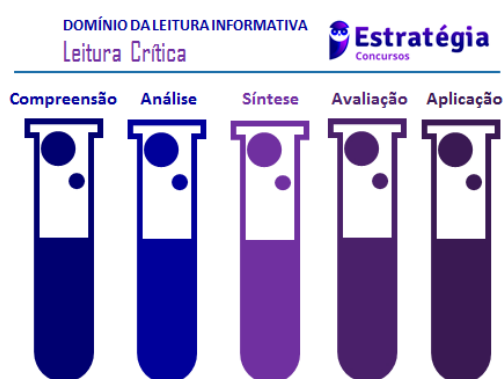 DOMÍNIO DA LEITURA INFORMATIVA
Leitura Crítica
Estratégia
Concursos
Compreensão Análise Síntese Avaliação Aplicação